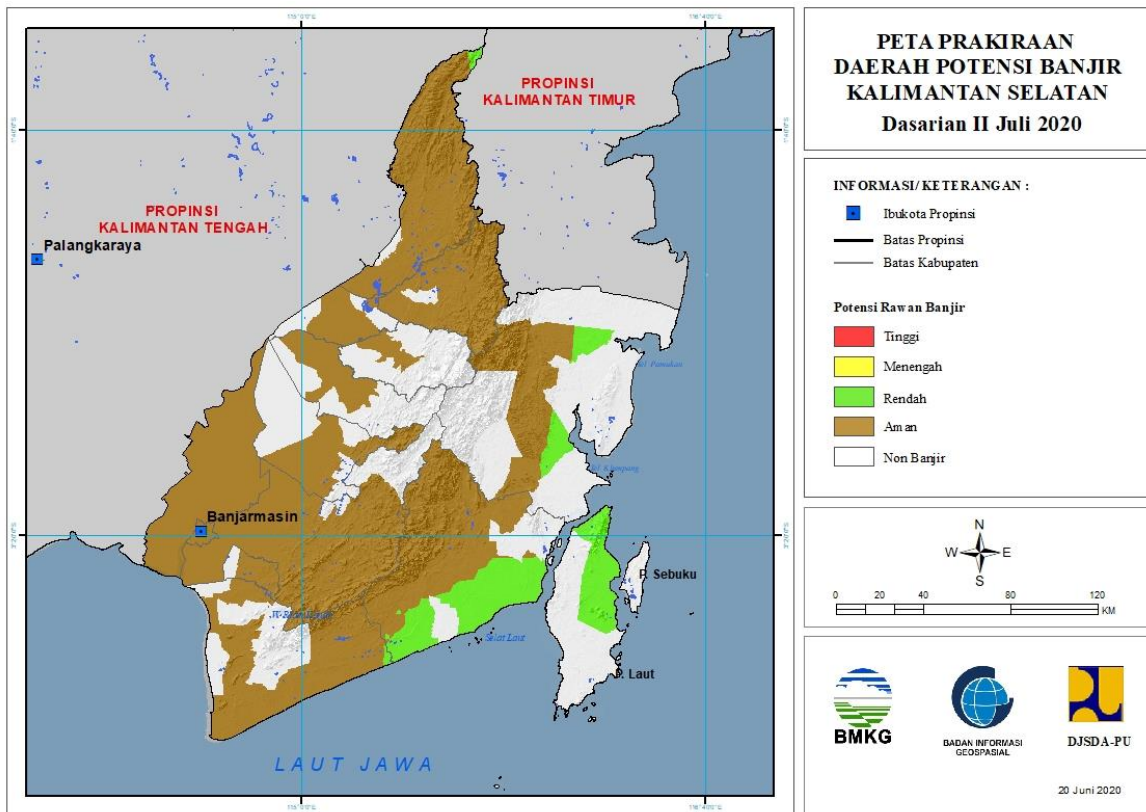 PETA PRAKIRAAN
DAERAH POTENSI BANJIR
KALIMANTAN SELATAN
Dasarian II Juli 2020
INFORMASI/ KETERANGAN :
Ibukota Propinsi
Batas Propinsi
Batas Kabupaten
Potensi Rawan Banjir
Tinggi
Menengah
Rendah
Aman
Non Banjir
N
W E
S
0 20 40 80 120
KM
BMKG
BADAN INFORMASI
GEOSPASIAL
DJSDA-PU
20 Juni 2020
PROPINSI
KALIMANTAN TIMUR
PROPINSI
KALIMANTAN TENGAH
Palangkaraya
Banjarmasin
P. Sebuku
P. Laut
Selat Laut
LAUT JAWA